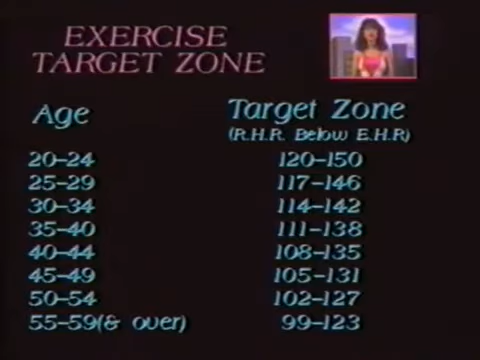 EXERCISE
TARGET ZONE
Age Target Zone
(R.H.R. Below E.H.R)
20-24 120-150
25-29 117-146
30-34 114-142
35-40 111-138
40-44 108-135
45-49 105-131
50-54 102-127
55-59(& over) 99-123